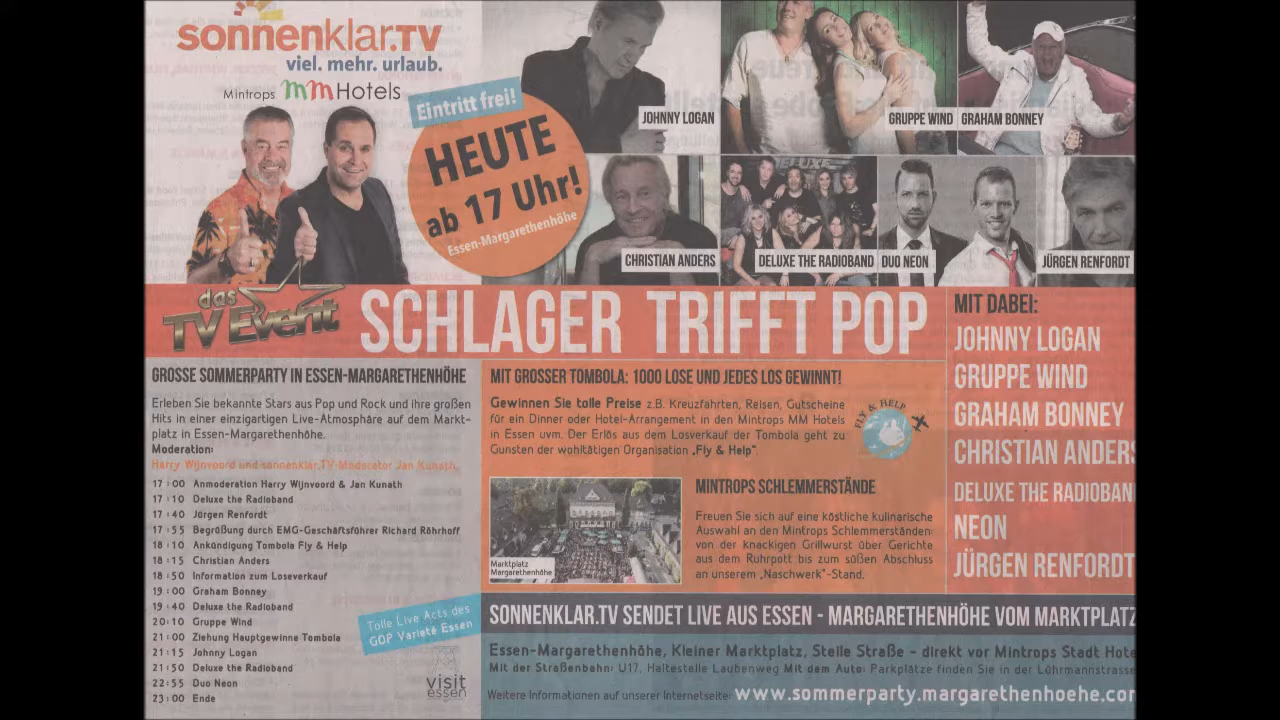 sonnenklar.TV
viel. mehr. urlaub.
Mintrops MM Hotels
Eintritt frei!
HEUTE
ab 17 Uhr!
Essen-Margarethenhöhe
JOHNNY LOGAN
GRUPPE WIND
GRAHAM BONNEY
CHRISTIAN ANDERS
DELUXE
DELUXE THE RADIOBAND
DUO NEON
JÜRGEN RENFORDT
das
TV Event
SCHLAGER TRIFFT POP
MIT DABEI:
JOHNNY LOGAN
GRUPPE WIND
GRAHAM BONNEY
CHRISTIAN ANDERS
DELUXE THE RADIOBAN
NEON
JÜRGEN RENFORDT
GROSSE SOMMERPARTY IN ESSEN-MARGARETHENHÖHE
Erleben Sie bekannte Stars aus Pop und Rock und ihre großen
Hits in einer einzigartigen Live-Atmosphäre auf dem Markt-
platz in Essen-Margarethenhöhe.
Moderation:
Harry Wijnvoord und sonnenklar.TV-Moderator Jan Kunath.
17:00 Anmoderation Harry Wijnvoord & Jan Kunath
17:10 Deluxe the Radioband
17:40 Jürgen Renfordt
17:55 Begrüßung durch EMG-Geschäftsführer Richard Röhrhoff
18:10 Ankündigung Tombola Fly & Help
18:15 Christian Anders
18:50 Information zum Loseverkauf
19:00 Graham Bonney
19:40 Deluxe the Radioband
20:10 Gruppe Wind
21:00 Ziehung Hauptgewinne Tombola
21:15 Johnny Logan
21:50 Deluxe the Radioband
22:55 Duo Neon
23:00 Ende
Tolle Live Acts des
GOP Varieté Essen
visit
essen
MIT GROSSER TOMBOLA: 1000 LOSE UND JEDES LOS GEWINNT!
Gewinnen Sie tolle Preise z.B. Kreuzfahrten, Reisen, Gutscheine
für ein Dinner oder Hotel-Arrangement in den Mintrops MM Hotels
in Essen uvm. Der Erlös aus dem Losverkauf der Tombola geht zu
Gunsten der wohltätigen Organisation „Fly & Help“.
FLY & HELP
Marktplatz
Margarethenhöhe
MINTROPS SCHLEMMERSTÄNDE
Freuen Sie sich auf eine köstliche kulinarische
Auswahl an den Mintrops Schlemmerständen:
von der knackigen Grillwurst über Gerichte
aus dem Ruhrpott bis zum süßen Abschluss
an unserem „Naschwerk“-Stand.
SONNENKLAR.TV SENDET LIVE AUS ESSEN - MARGARETHENHÖHE VOM MARKTPLATZ
Essen-Margarethenhöhe, Kleiner Marktplatz, Steile Straße - direkt vor Mintrops Stadt Hote
Mit der Straßenbahn: U17, Haltestelle Laubenweg Mit dem Auto: Parkplätze finden Sie in der Lührmannstrasse
Weitere Informationen auf unserer Internetseite: www.sommerparty.margarethenhoehe.com